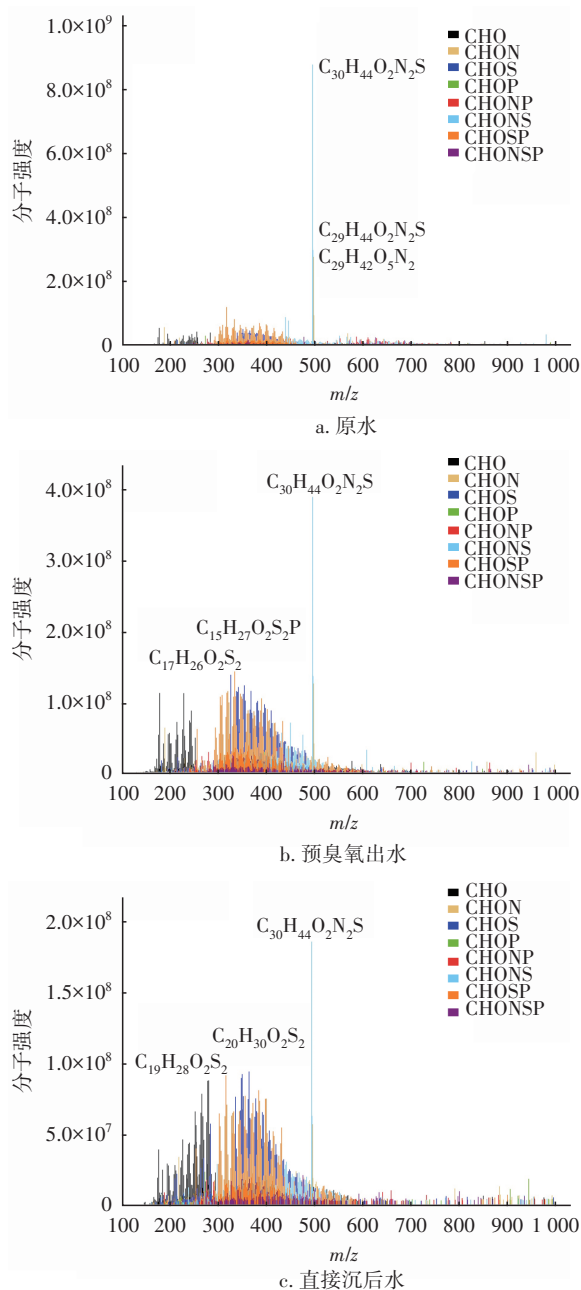 1.0×10⁹
8.0×10⁸
6.0×10⁸
4.0×10⁸
2.0×10⁸
0
分子强度
CHO
CHON
CHOS
CHOP
CHONP
CHONS
CHOSP
CHONSP
C₃₀H₄₄O₂N₂S
C₂₉H₄₄O₂N₂S
C₂₉H₄₂O₅N₂
100 200 300 400 500 600 700 800 900 1 000
m/z
a. 原水
4.0×10⁸
3.0×10⁸
2.0×10⁸
1.0×10⁸
0
分子强度
CHO
CHON
CHOS
CHOP
CHONP
CHONS
CHOSP
CHONSP
C₃₀H₄₄O₂N₂S
C₁₅H₂₇O₂S₂P
C₁₇H₂₆O₂S₂
100 200 300 400 500 600 700 800 900 1 000
m/z
b. 预臭氧出水
2.0×10⁸
1.5×10⁸
1.0×10⁸
5.0×10⁷
0
分子强度
CHO
CHON
CHOS
CHOP
CHONP
CHONS
CHOSP
CHONSP
C₃₀H₄₄O₂N₂S
C₂₀H₃₀O₂S₂
C₁₉H₂₈O₂S₂
100 200 300 400 500 600 700 800 900 1 000
m/z
c. 直接沉后水